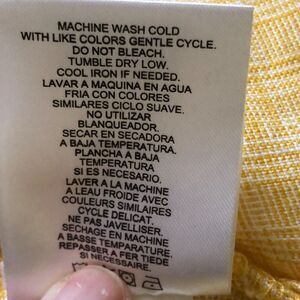 MACHINE WASH COLD
WITH LIKE COLORS GENTLE CYCLE.
DO NOT BLEACH.
TUMBLE DRY LOW.
COOL IRON IF NEEDED.
LAVAR A MAQUINA EN AGUA
FRIA CON COLORES
SIMILARES CICLO SUAVE.
NO UTILIZAR
BLANQUEADOR.
SECAR EN SECADORA
A BAJA TEMPERATURA.
PLANCHA A BAJA
TEMPERATURA
SI ES NECESARIO.
LAVER A LA MACHINE
A LEAU FROIDE AVEC
COULEURS SIMILAIRES
CYCLE DELICAT.
NE PAS JAVELLISER.
SECHAGE EN MACHINE
A BASSE TEMPARATURE.
REPASSER A FER TIEDE
SI NECESSAIRE.